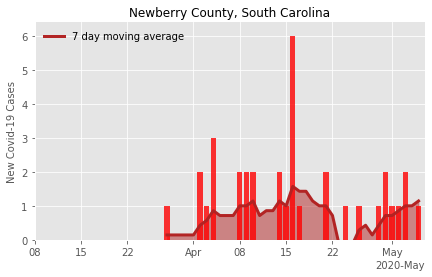 Newberry County, South Carolina
7 day moving average
New Covid-19 Cases
6
5
4
3
2
1
0
08 15 22 Apr 08 15 22 May
2020-May